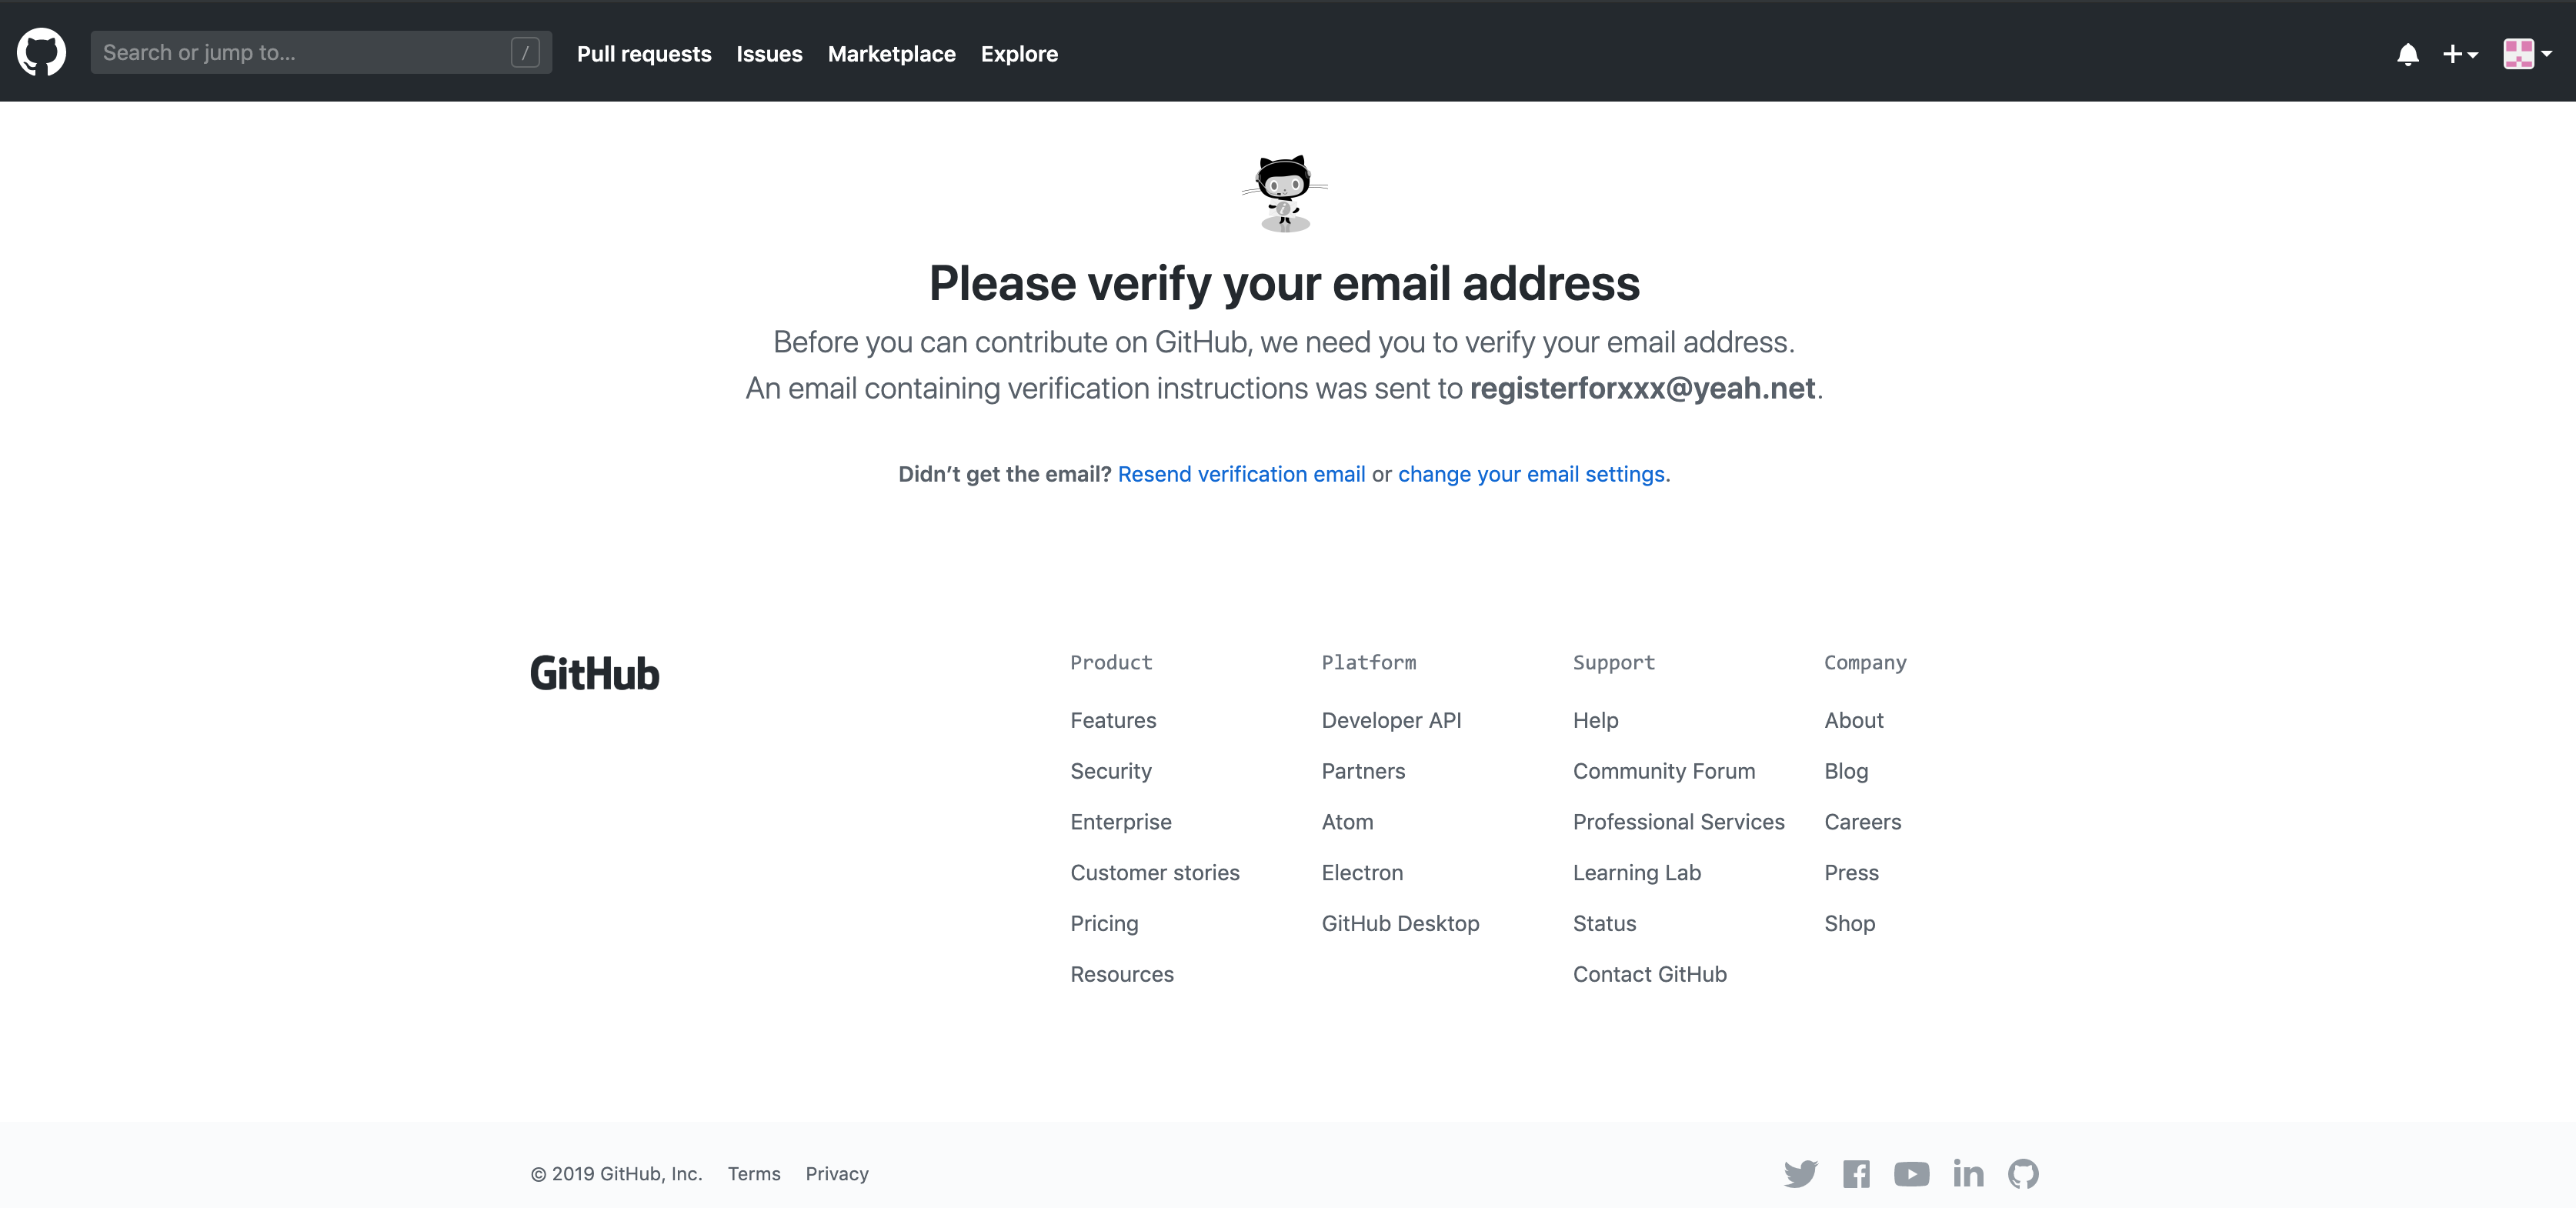 Search or jump to... /
Pull requests Issues Marketplace Explore
Please verify your email address
Before you can contribute on GitHub, we need you to verify your email address.
An email containing verification instructions was sent to registerforxxx@yeah.net.
Didn’t get the email? Resend verification email or change your email settings.
GitHub
Product
Features
Security
Enterprise
Customer stories
Pricing
Resources
Platform
Developer API
Partners
Atom
Electron
GitHub Desktop
Support
Help
Community Forum
Professional Services
Learning Lab
Status
Contact GitHub
Company
About
Blog
Careers
Press
Shop
© 2019 GitHub, Inc. Terms Privacy